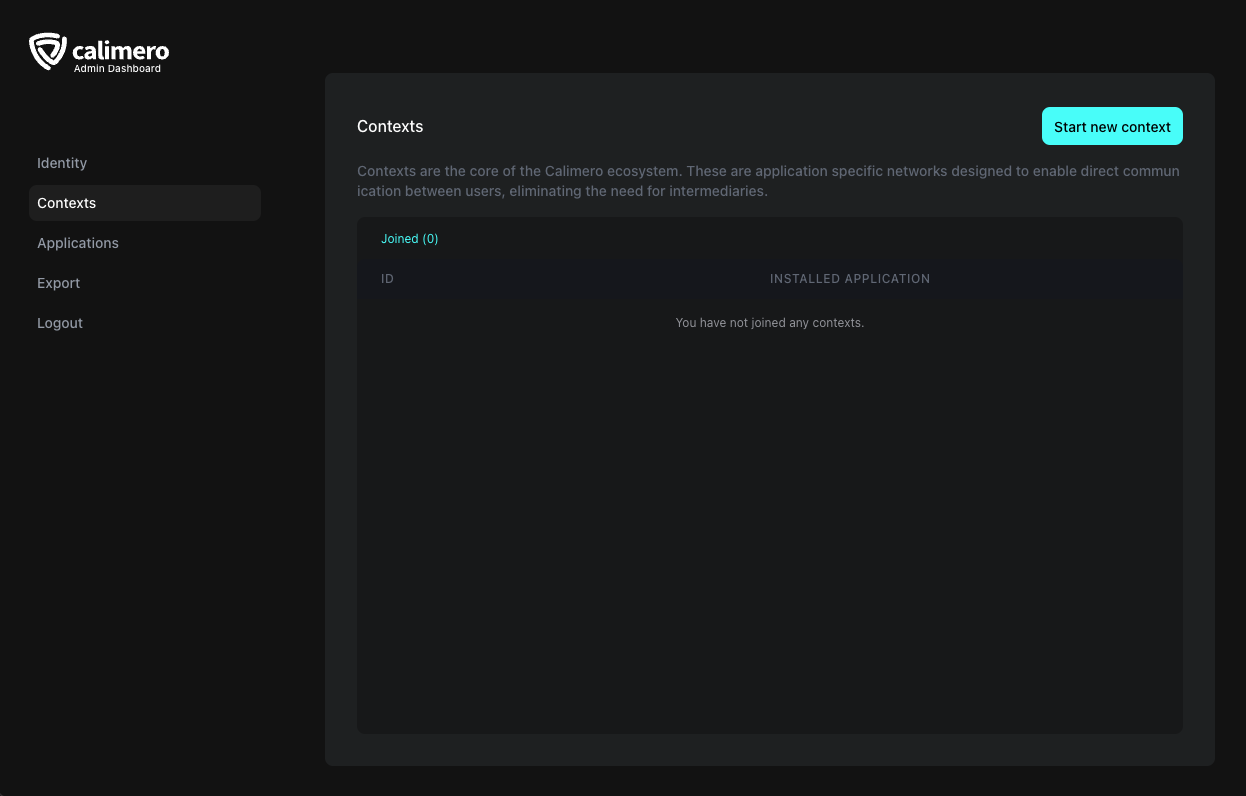 calimero
Admin Dashboard
Identity
Contexts
Applications
Export
Logout
Contexts
Start new context
Contexts are the core of the Calimero ecosystem. These are application specific networks designed to enable direct commun
ication between users, eliminating the need for intermediaries.
Joined (0)
ID INSTALLED APPLICATION
You have not joined any contexts.